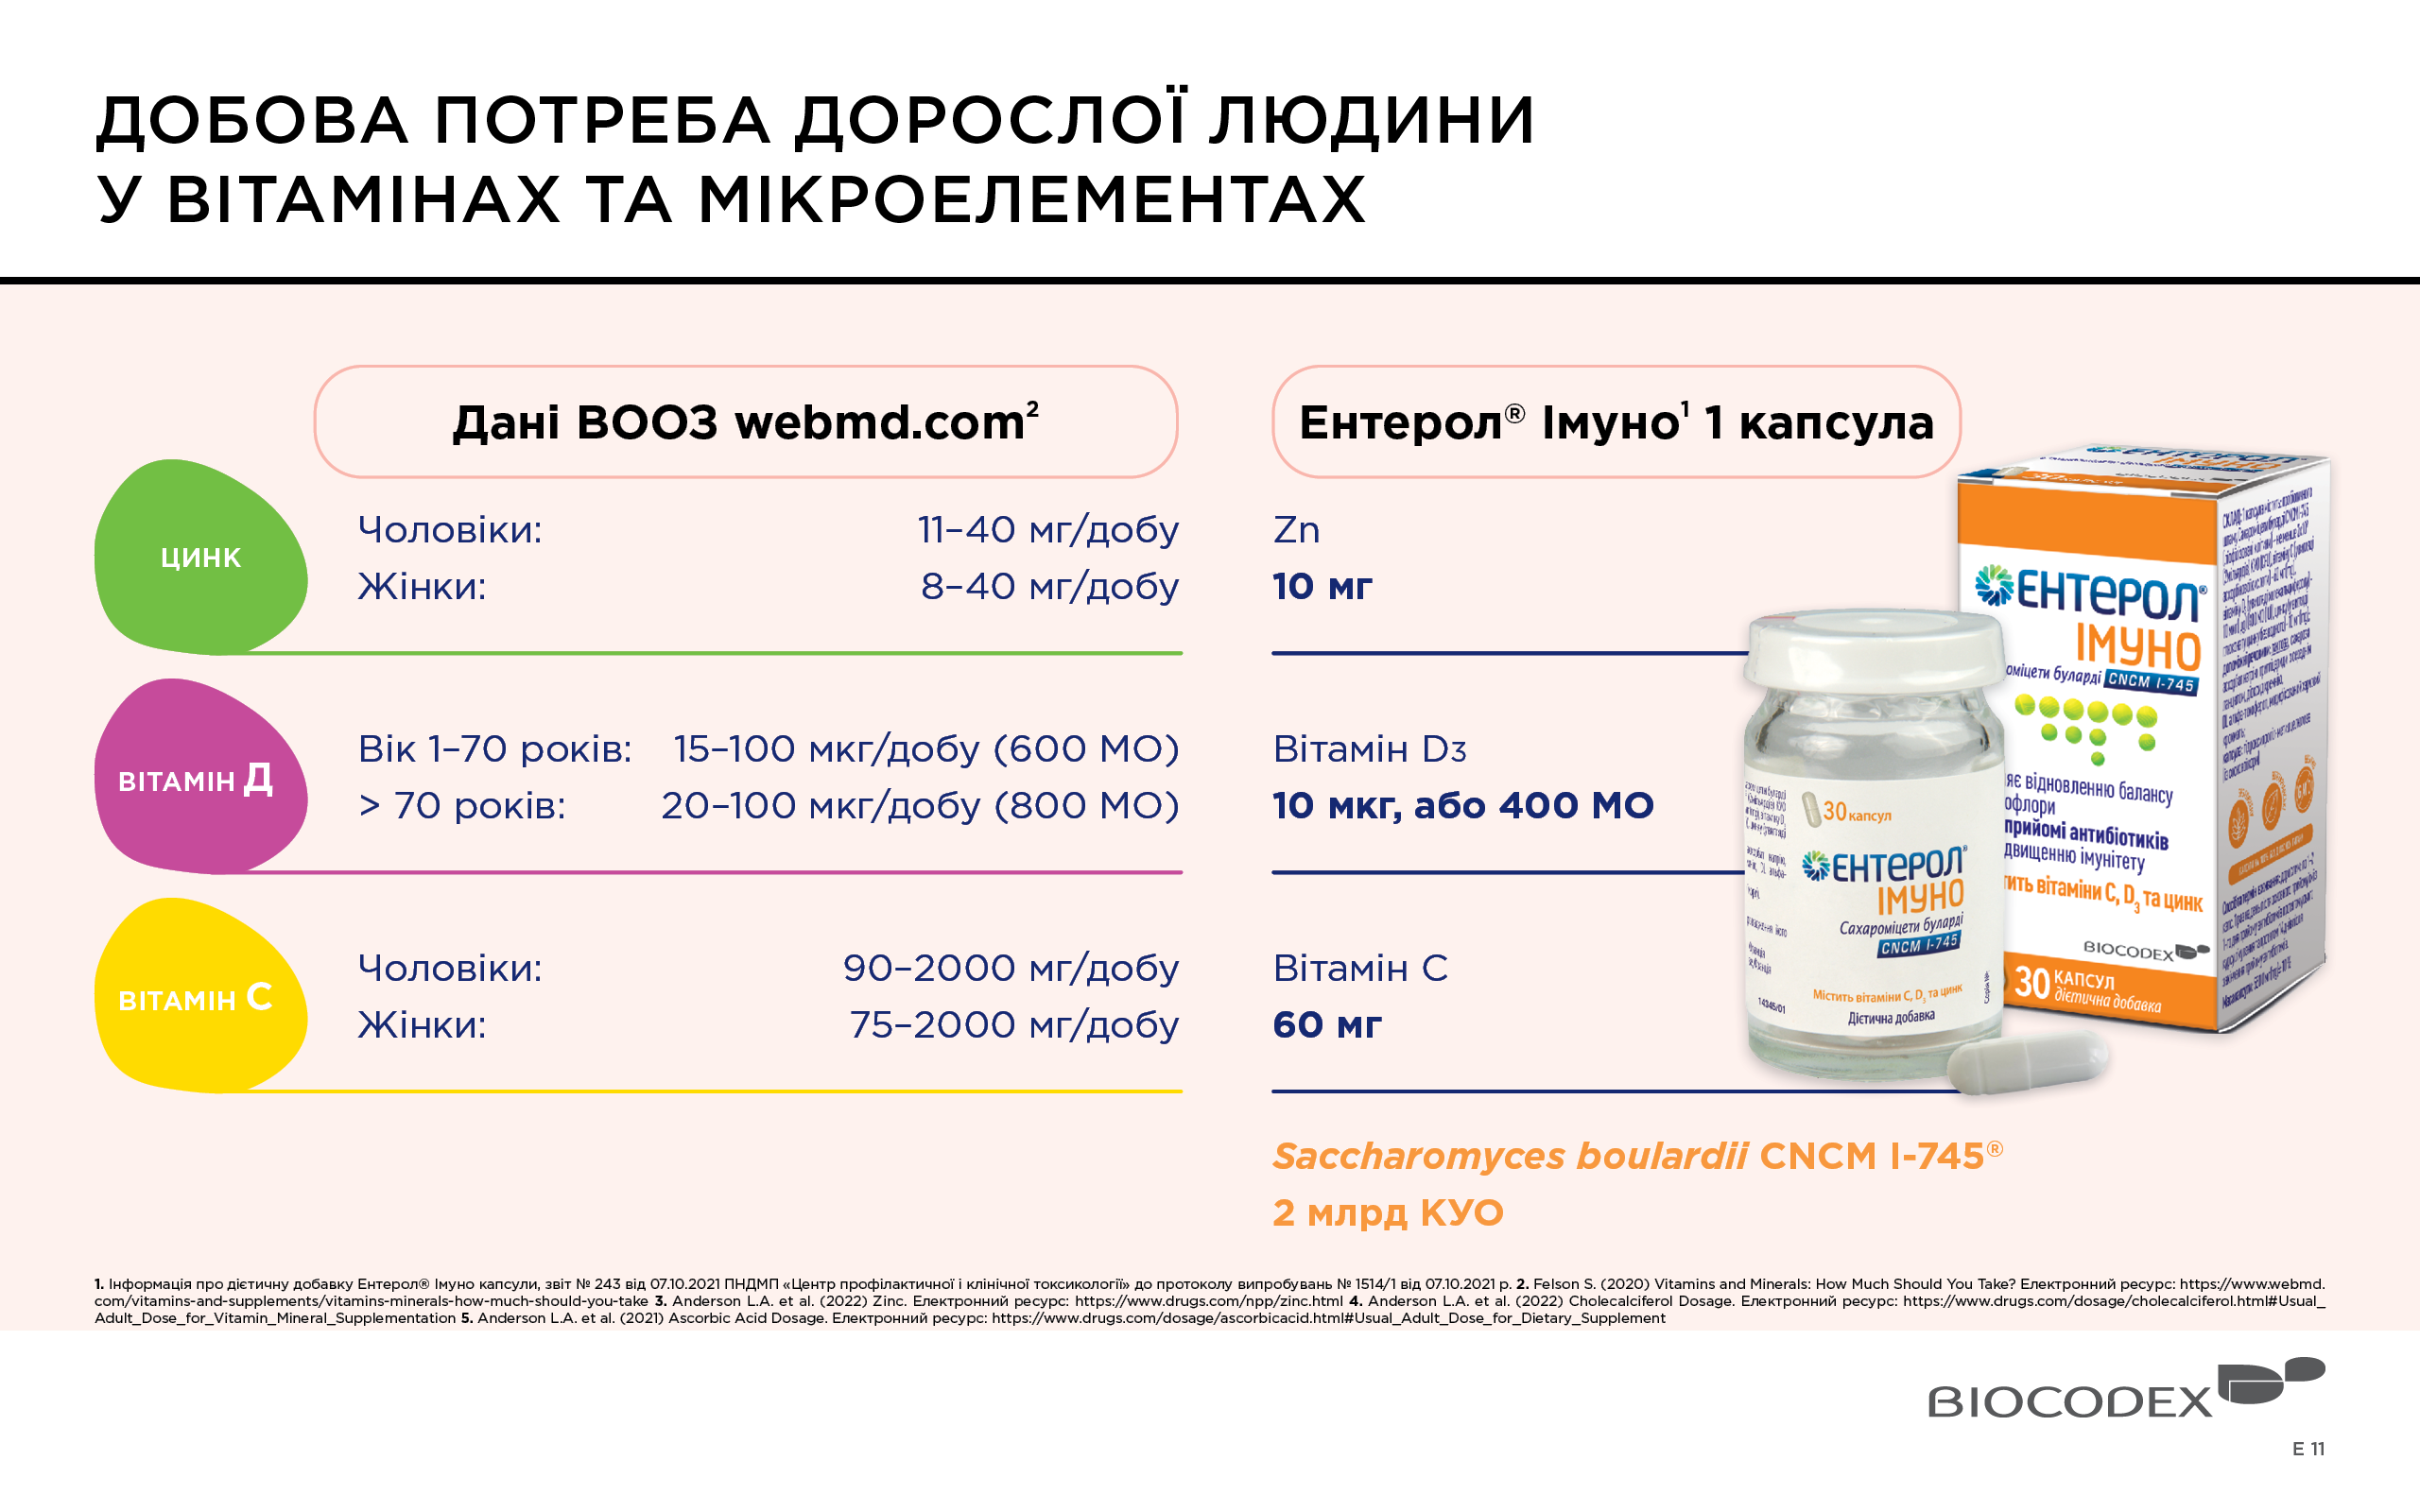 ДОБОВА ПОТРЕБА ДОРОСЛОЇ ЛЮДИНИ
У ВІТАМІНАХ ТА МІКРОЕЛЕМЕНТАХ
Дані ВООЗ webmd.com²
Ентерол® Імуно¹ 1 капсула
ЦИНК
Чоловіки: 11–40 мг/добу
Жінки: 8–40 мг/добу
Zn
10 мг
ВІТАМІН Д
Вік 1–70 років: 15–100 мкг/добу (600 МО)
> 70 років: 20–100 мкг/добу (800 МО)
Вітамін D3
10 мкг, або 400 МО
ВІТАМІН С
Чоловіки: 90–2000 мг/добу
Жінки: 75–2000 мг/добу
Вітамін С
60 мг
Saccharomyces boulardii CNCM I-745®
2 млрд КУО
ЕНТЕРОЛ®
ІМУНО
буларді CNCM I-745
відновленню балансу
прийомі антибіотиків
імунітету
вітаміни С, D₃ та цинк
BIOCODEX
30 КАПСУЛ
дієтична добавка
30 капсул
ЕНТЕРОЛ®
ІМУНО
Сахароміцети буларді
CNCM I-745
Містить вітаміни С, D₃ та цинк
Дієтична добавка
14345/01
1. Інформація про дієтичну добавку Ентерол® Імуно капсули, звіт № 243 від 07.10.2021 ПНДМП «Центр профілактичної і клінічної токсикології» до протоколу випробувань № 1514/1 від 07.10.2021 р. 2. Felson S. (2020) Vitamins and Minerals: How Much Should You Take? Електронний ресурс: https://www.webmd.
com/vitamins-and-supplements/vitamins-minerals-how-much-should-you-take 3. Anderson L.A. et al. (2022) Zinc. Електронний ресурс: https://www.drugs.com/npp/zinc.html 4. Anderson L.A. et al. (2022) Cholecalciferol Dosage. Електронний ресурс: https://www.drugs.com/dosage/cholecalciferol.html#Usual_
Adult_Dose_for_Vitamin_Mineral_Supplementation 5. Anderson L.A. et al. (2021) Ascorbic Acid Dosage. Електронний ресурс: https://www.drugs.com/dosage/ascorbicacid.html#Usual_Adult_Dose_for_Dietary_Supplement
BIOCODEX
E 11